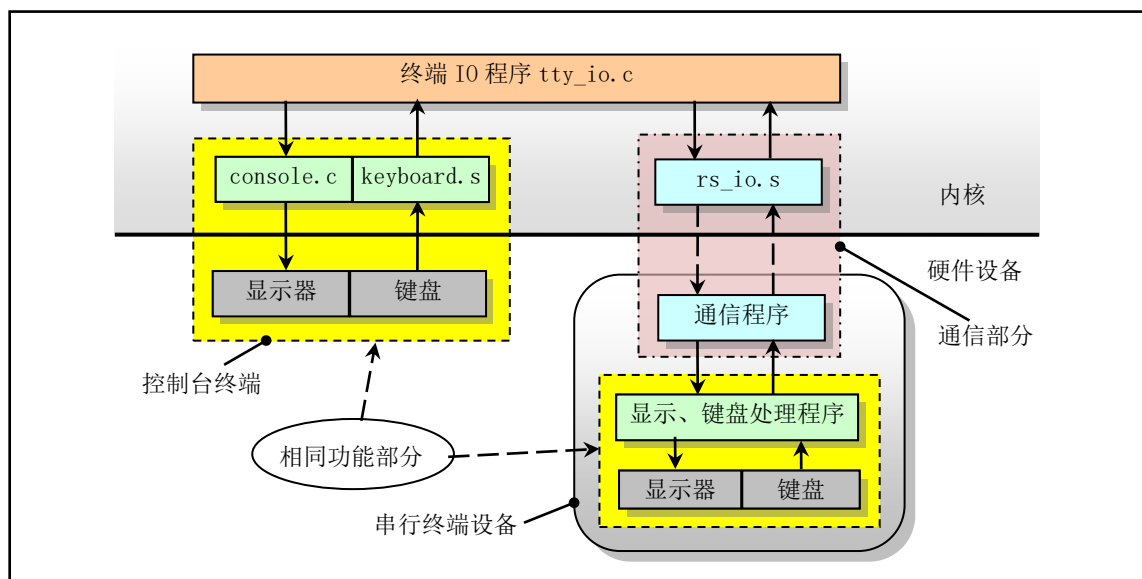 终端 IO 程序 tty_io.c
console.c
keyboard.s
rs_io.s
内核
硬件设备
显示器
键盘
通信程序
通信部分
控制台终端
显示、键盘处理程序
相同功能部分
显示器
键盘
串行终端设备